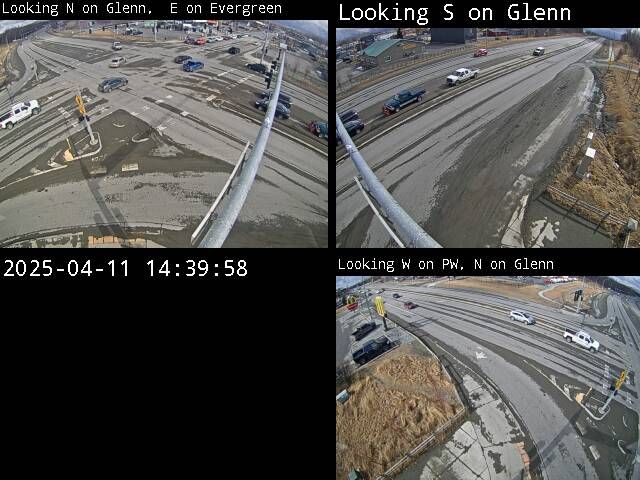 Looking N on Glenn,  E on Evergreen
Looking S on Glenn
2025-04-11 14:39:58
Looking W on PW, N on Glenn